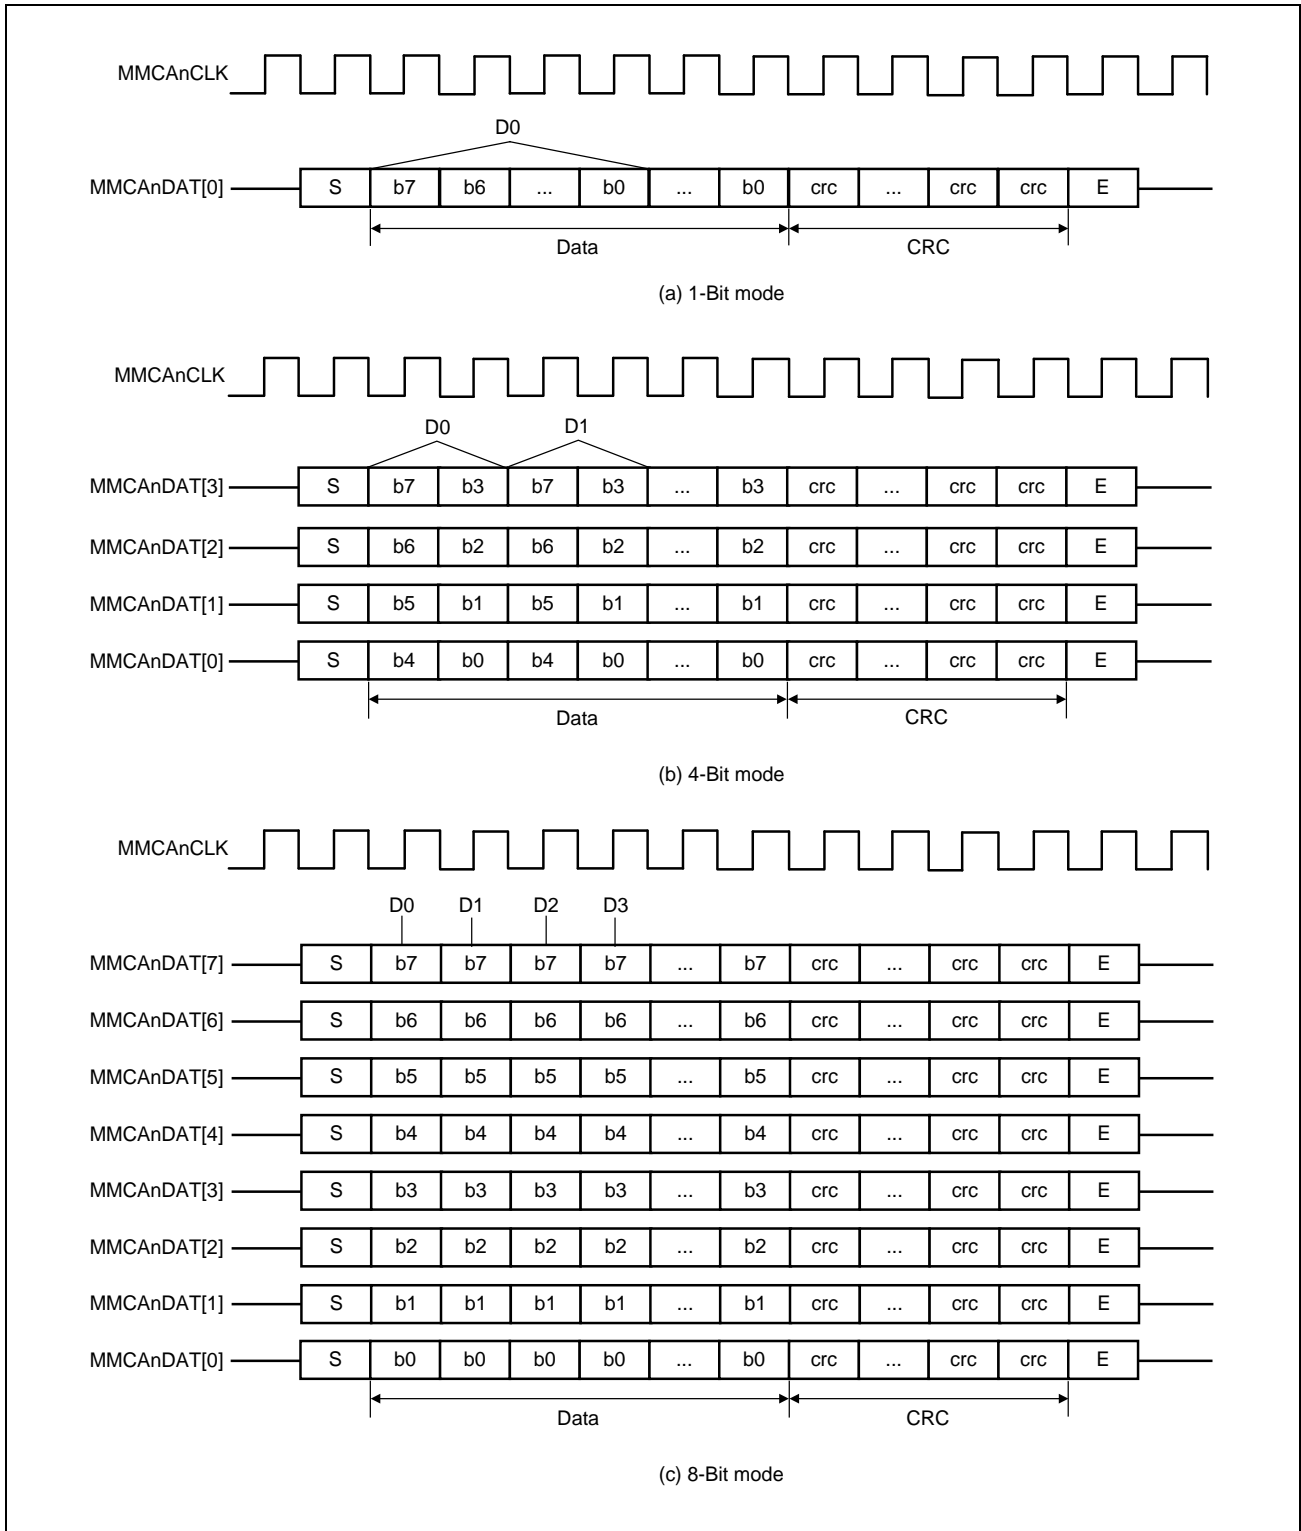 MMCAnCLK
D0
MMCAnDAT[0] S b7 b6 ... b0 ... b0 crc ... crc crc E
Data CRC
(a) 1-Bit mode
MMCAnCLK
D0 D1
MMCAnDAT[3] S b7 b3 b7 b3 ... b3 crc ... crc crc E
MMCAnDAT[2] S b6 b2 b6 b2 ... b2 crc ... crc crc E
MMCAnDAT[1] S b5 b1 b5 b1 ... b1 crc ... crc crc E
MMCAnDAT[0] S b4 b0 b4 b0 ... b0 crc ... crc crc E
Data CRC
(b) 4-Bit mode
MMCAnCLK
D0 D1 D2 D3
MMCAnDAT[7] S b7 b7 b7 b7 ... b7 crc ... crc crc E
MMCAnDAT[6] S b6 b6 b6 b6 ... b6 crc ... crc crc E
MMCAnDAT[5] S b5 b5 b5 b5 ... b5 crc ... crc crc E
MMCAnDAT[4] S b4 b4 b4 b4 ... b4 crc ... crc crc E
MMCAnDAT[3] S b3 b3 b3 b3 ... b3 crc ... crc crc E
MMCAnDAT[2] S b2 b2 b2 b2 ... b2 crc ... crc crc E
MMCAnDAT[1] S b1 b1 b1 b1 ... b1 crc ... crc crc E
MMCAnDAT[0] S b0 b0 b0 b0 ... b0 crc ... crc crc E
Data CRC
(c) 8-Bit mode